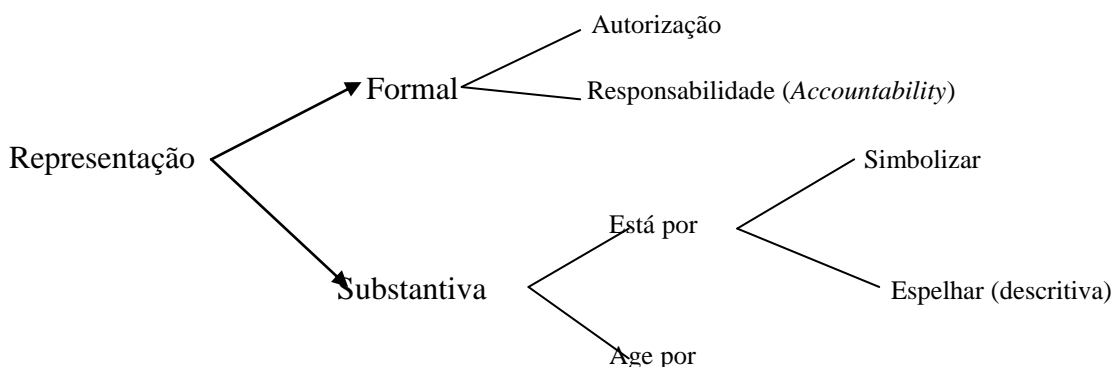 Autorização
Formal
Responsabilidade (Accountability)
Representação
Simbolizar
Está por
Substantiva
Espelhar (descritiva)
Age por